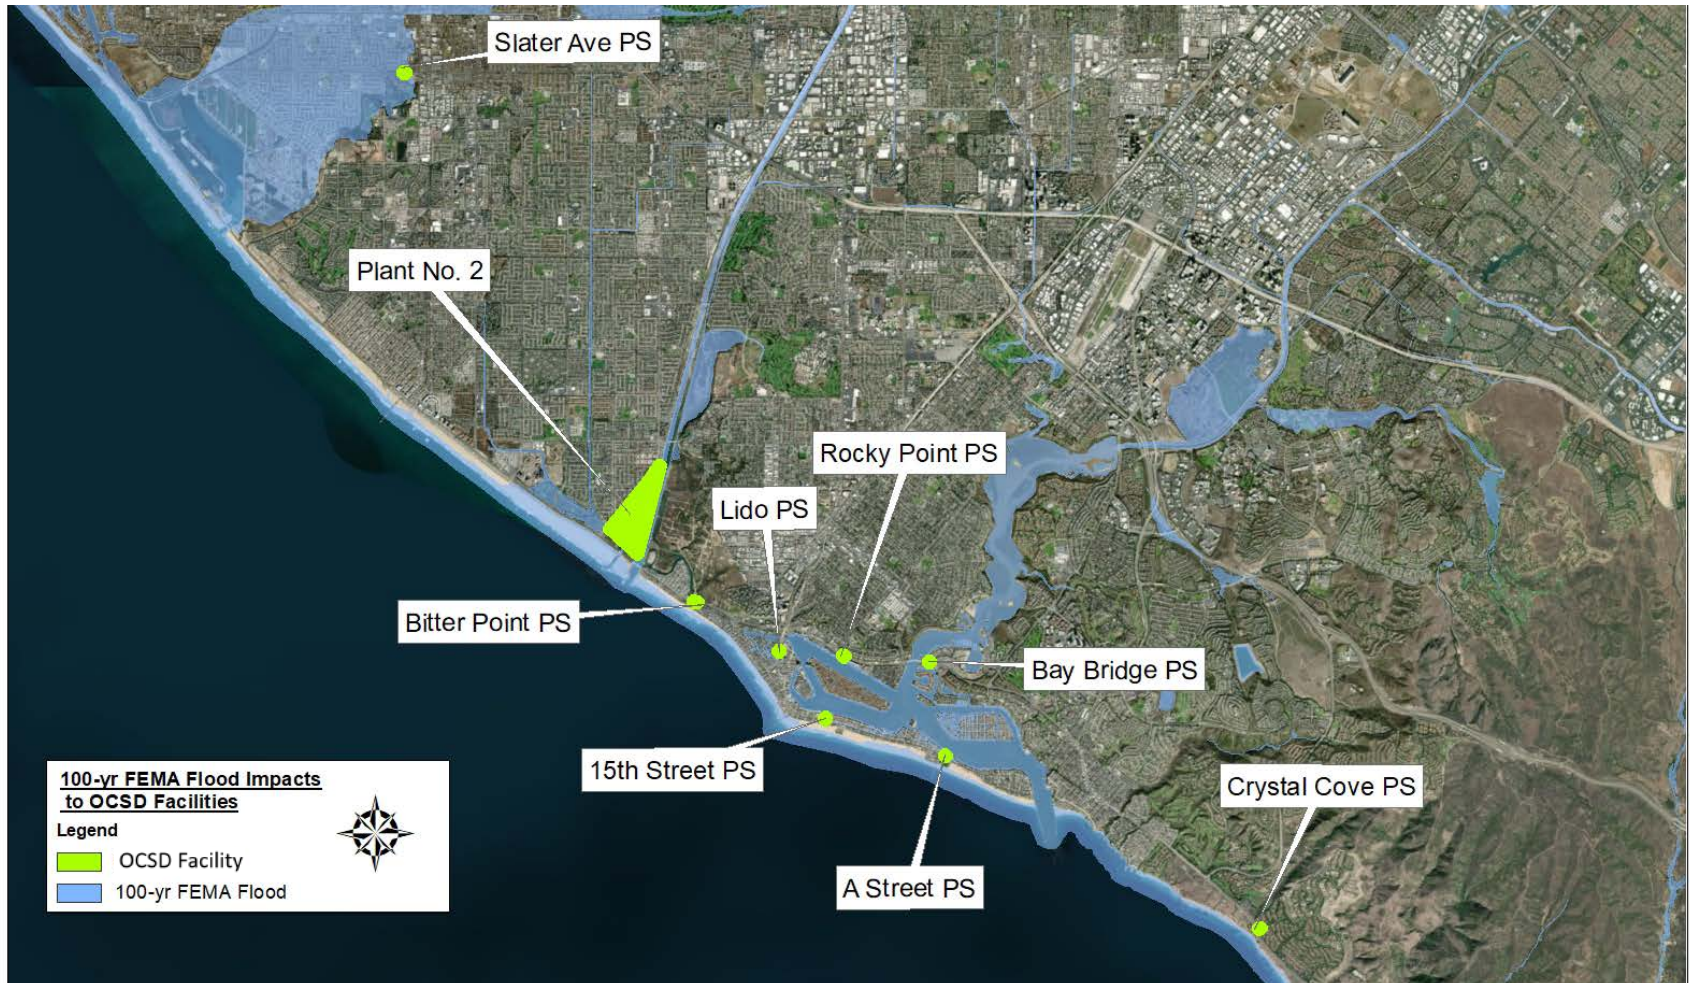 Slater Ave PS
Plant No. 2
Rocky Point PS
Lido PS
Bitter Point PS
Bay Bridge PS
15th Street PS
Crystal Cove PS
A Street PS
100-yr FEMA Flood Impacts
to OCSD Facilities
Legend
OCSD Facility
100-yr FEMA Flood